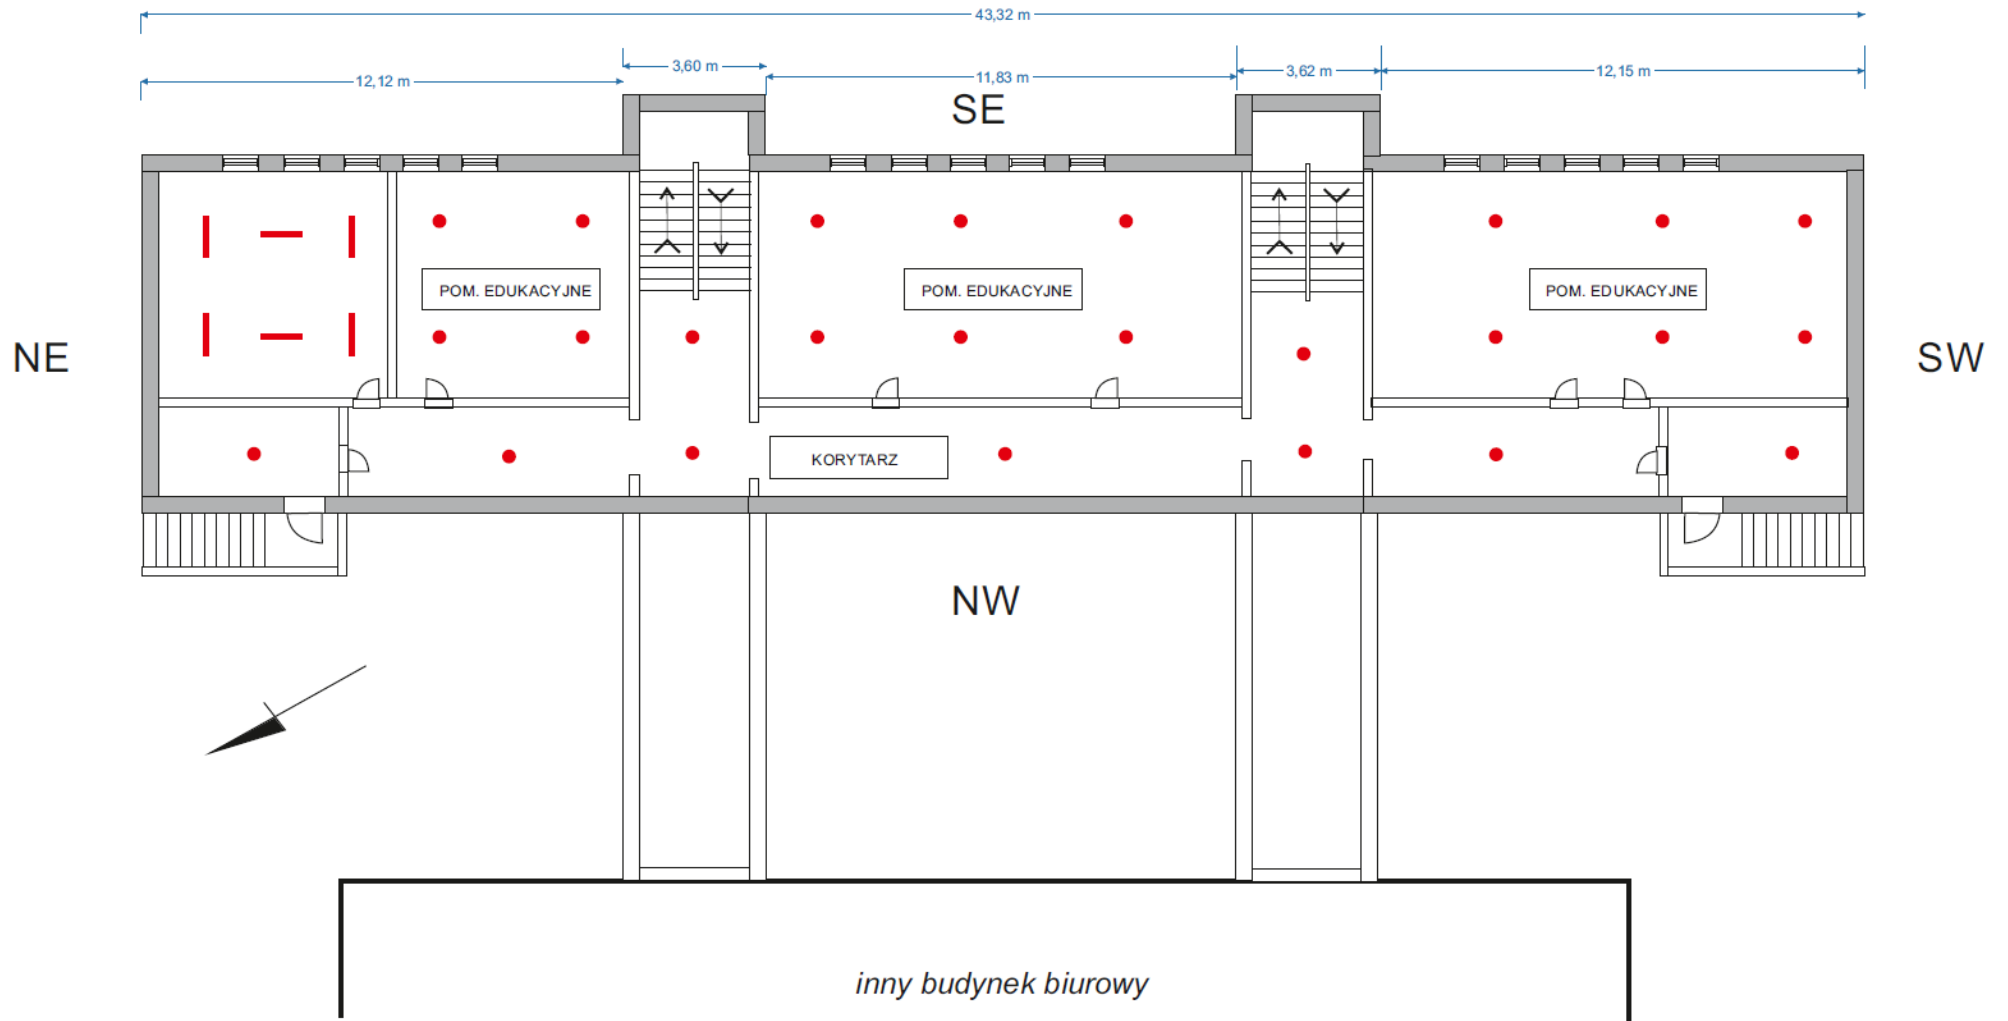 43,32 m
3,60 m
12,12 m
11,83 m
3,62 m
12,15 m
SE
POM. EDUKACYJNE
POM. EDUKACYJNE
POM. EDUKACYJNE
NE
SW
KORYTARZ
NW
inny budynek biurowy